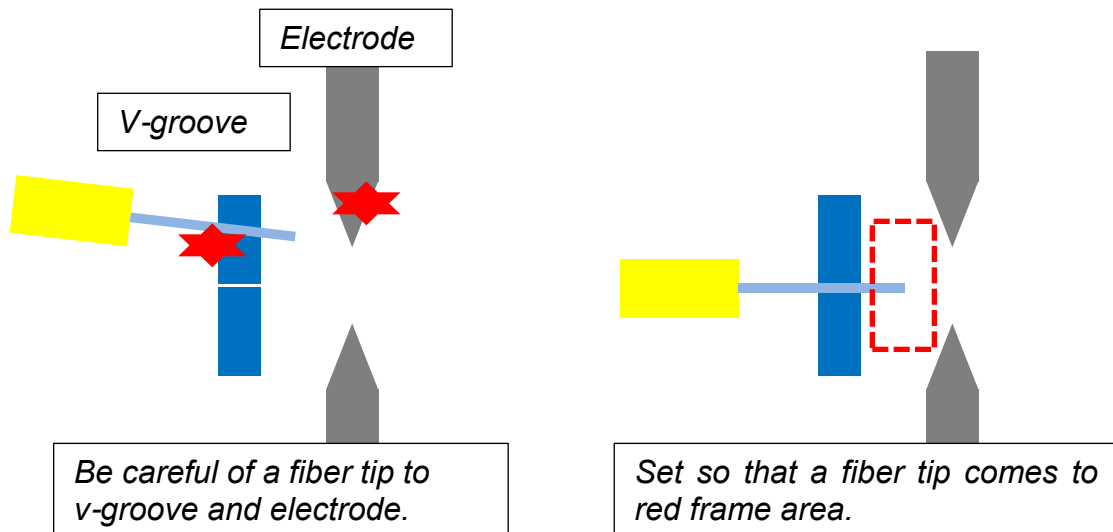 Electrode
V-groove
Be careful of a fiber tip to
v-groove and electrode.
Set so that a fiber tip comes to
red frame area.